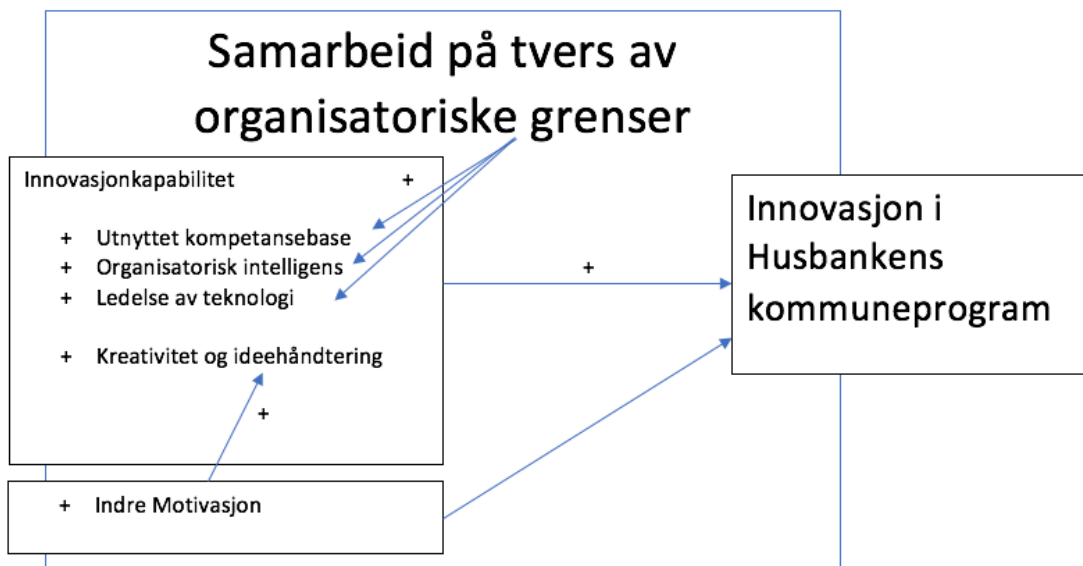 Samarbeid på tvers av
organisatoriske grenser
Innovasjonkapabilitet +
+ Utnyttet kompetansebase
+ Organisatorisk intelligens
+ Ledelse av teknologi
+ Kreativitet og ideehåndtering
+
+ Indre Motivasjon
+
Innovasjon i
Husbankens
kommuneprogram